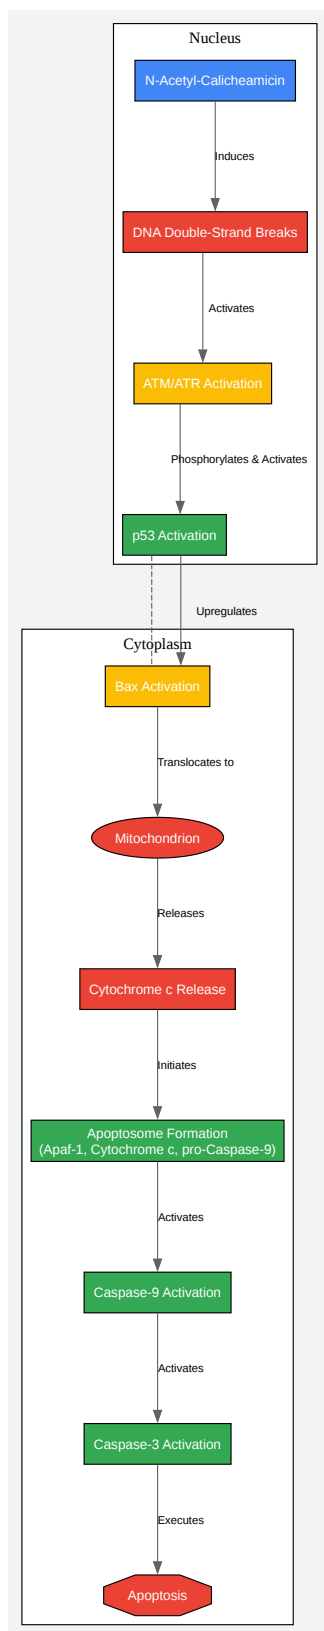 Nucleus
N-Acetyl-Calicheamicin
Induces
DNA Double-Strand Breaks
Activates
ATM/ATR Activation
Phosphorylates & Activates
p53 Activation
Upregulates
Cytoplasm
Bax Activation
Translocates to
Mitochondrion
Releases
Cytochrome c Release
Initiates
Apoptosome Formation
(Apaf-1, Cytochrome c, pro-Caspase-9)
Activates
Caspase-9 Activation
Activates
Caspase-3 Activation
Executes
Apoptosis